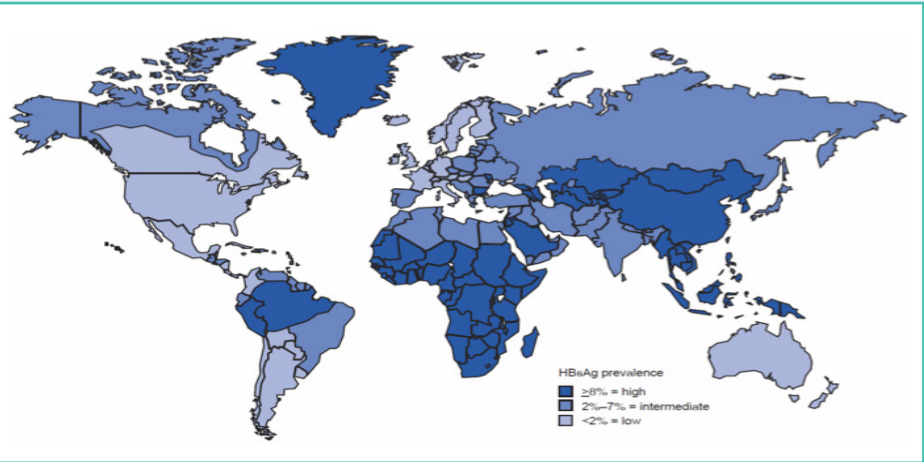 HBsAg prevalence
≥8% = high
2%–7% = intermediate
<2% = low